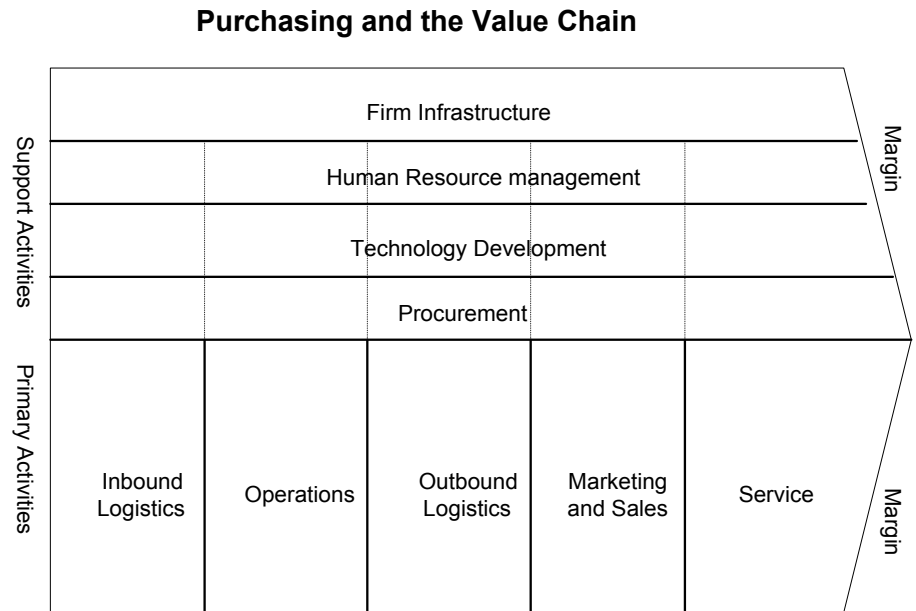 Purchasing and the Value Chain
Firm Infrastructure
Human Resource management
Technology Development
Procurement
Support Activities
Margin
Primary Activities
Inbound
Logistics
Operations
Outbound
Logistics
Marketing
and Sales
Service
Margin